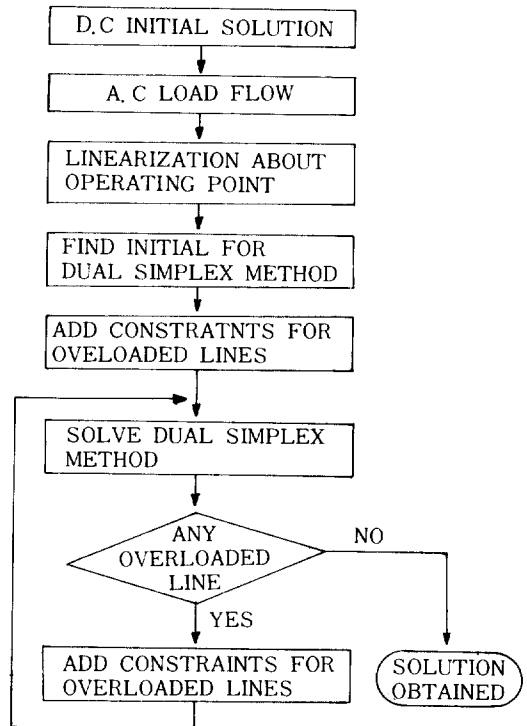 D.C INITIAL SOLUTION
A.C LOAD FLOW
LINEARIZATION ABOUT
OPERATING POINT
FIND INITIAL FOR
DUAL SIMPLEX METHOD
ADD CONSTRATNTS FOR
OVELOADED LINES
SOLVE DUAL SIMPLEX
METHOD
ANY
OVERLOADED
LINE
NO
YES
ADD CONSTRAINTS FOR
OVERLOADED LINES
SOLUTION
OBTAINED